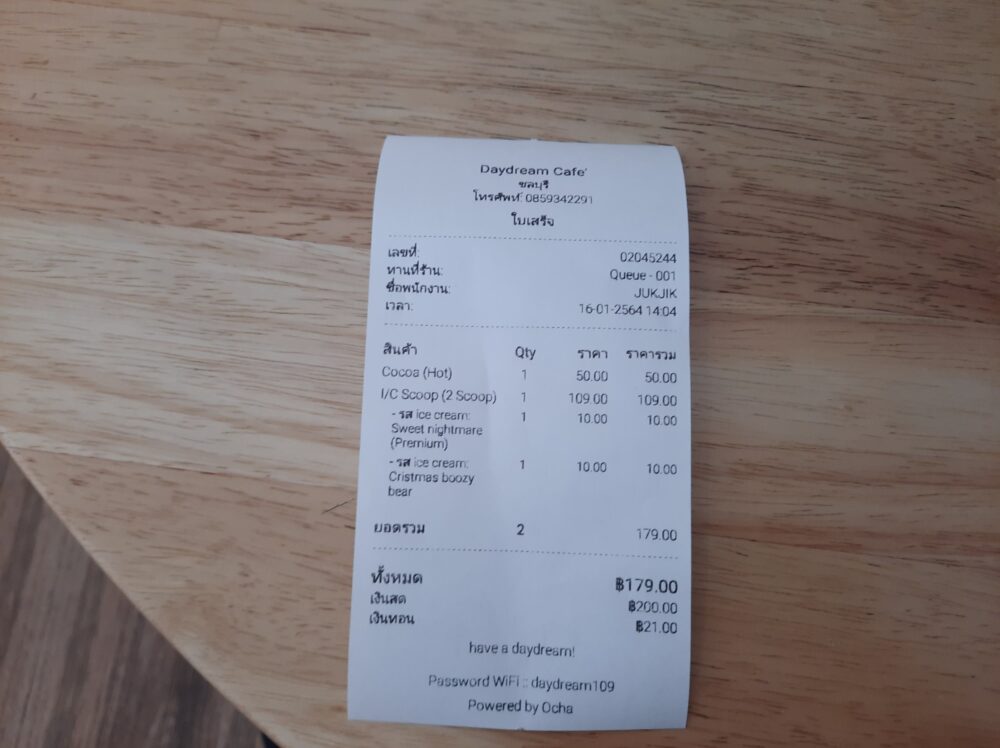 Daydream Cafe'
ชลบุรี
โทรศัพท์: 0859342291
ใบเสร็จ
เลขที่: 02045244
ทานที่ร้าน: Queue - 001
ชื่อพนักงาน: JUKJIK
เวลา: 16-01-2564 14:04
สินค้า Qty ราคา ราคารวม
Cocoa (Hot) 1 50.00 50.00
I/C Scoop (2 Scoop) 1 109.00 109.00
- รส ice cream: 1 10.00 10.00
Sweet nightmare
(Premium)
- รส ice cream: 1 10.00 10.00
Cristmas boozy
bear
ยอดรวม 2 179.00
ทั้งหมด ฿179.00
เงินสด ฿200.00
เงินทอน ฿21.00
have a daydream!
Password WiFi :: daydream109
Powered by Ocha